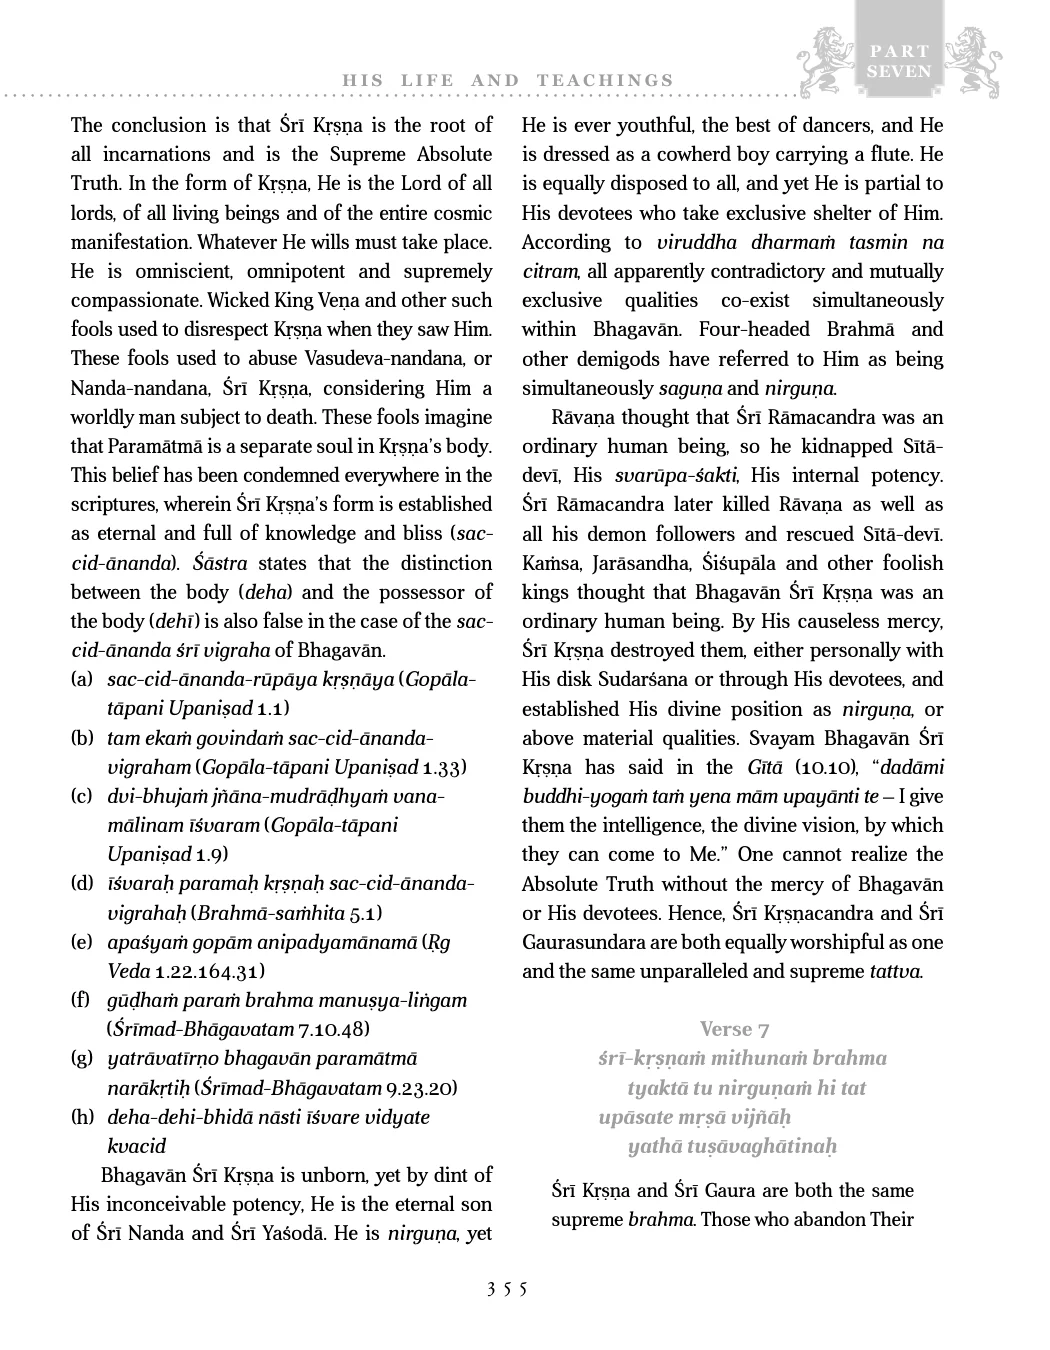 PART
SEVEN
HIS LIFE AND TEACHINGS
The conclusion is that Śrī Kṛṣṇa is the root of
all incarnations and is the Supreme Absolute
Truth. In the form of Kṛṣṇa, He is the Lord of all
lords, of all living beings and of the entire cosmic
manifestation. Whatever He wills must take place.
He is omniscient, omnipotent and supremely
compassionate. Wicked King Veṇa and other such
fools used to disrespect Kṛṣṇa when they saw Him.
These fools used to abuse Vasudeva-nandana, or
Nanda-nandana, Śrī Kṛṣṇa, considering Him a
worldly man subject to death. These fools imagine
that Paramātmā is a separate soul in Kṛṣṇa's body.
This belief has been condemned everywhere in the
scriptures, wherein Śrī Kṛṣṇa's form is established
as eternal and full of knowledge and bliss (sac-
cid-ānanda). Śāstra states that the distinction
between the body (deha) and the possessor of
the body (dehī) is also false in the case of the sac-
cid-ānanda śrī vigraha of Bhagavān.
(a) sac-cid-ānanda-rūpāya kṛṣṇāya (Gopāla-
tāpani Upaniṣad 1.1)
(b) tam ekaṁ govindaṁ sac-cid-ānanda-
vigraham (Gopāla-tāpani Upaniṣad 1.33)
(c) dvi-bhujaṁ jñāna-mudrāḍhyaṁ vana-
mālinam īśvaram (Gopāla-tāpani
Upaniṣad 1.9)
(d) īśvaraḥ paramaḥ kṛṣṇaḥ sac-cid-ānanda-
vigrahaḥ (Brahmā-saṁhita 5.1)
(e) apaśyaṁ gopām anipadyamānamā (Ṛg
Veda 1.22.164.31)
(f) gūḍhaṁ paraṁ brahma manuṣya-liṅgam
(Śrīmad-Bhāgavatam 7.10.48)
(g) yatrāvatīrṇo bhagavān paramātmā
narākṛtiḥ (Śrīmad-Bhāgavatam 9.23.20)
(h) deha-dehi-bhidā nāsti īśvare vidyate
kvacid
Bhagavān Śrī Kṛṣṇa is unborn, yet by dint of
His inconceivable potency, He is the eternal son
of Śrī Nanda and Śrī Yaśodā. He is nirguṇa, yet
He is ever youthful, the best of dancers, and He
is dressed as a cowherd boy carrying a flute. He
is equally disposed to all, and yet He is partial to
His devotees who take exclusive shelter of Him.
According to viruddha dharmaṁ tasmin na
citram, all apparently contradictory and mutually
exclusive qualities co-exist simultaneously
within Bhagavān. Four-headed Brahmā and
other demigods have referred to Him as being
simultaneously saguṇa and nirguṇa.
Rāvaṇa thought that Śrī Rāmacandra was an
ordinary human being, so he kidnapped Sītā-
devī, His svarūpa-śakti, His internal potency.
Śrī Rāmacandra later killed Rāvaṇa as well as
all his demon followers and rescued Sītā-devī.
Kaṁsa, Jarāsandha, Śiśupāla and other foolish
kings thought that Bhagavān Śrī Kṛṣṇa was an
ordinary human being. By His causeless mercy,
Śrī Kṛṣṇa destroyed them, either personally with
His disk Sudarśana or through His devotees, and
established His divine position as nirguṇa, or
above material qualities. Svayam Bhagavān Śrī
Kṛṣṇa has said in the Gītā (10.10), “dadāmi
buddhi-yogaṁ taṁ yena mām upayānti te – I give
them the intelligence, the divine vision, by which
they can come to Me.” One cannot realize the
Absolute Truth without the mercy of Bhagavān
or His devotees. Hence, Śrī Kṛṣṇacandra and Śrī
Gaurasundara are both equally worshipful as one
and the same unparalleled and supreme tattva.
Verse 7
śrī-kṛṣṇaṁ mithunaṁ brahma
tyaktā tu nirguṇaṁ hi tat
upāsate mṛṣā vijñāḥ
yathā tuṣāvaghātinaḥ
Śrī Kṛṣṇa and Śrī Gaura are both the same
supreme brahma. Those who abandon Their
355